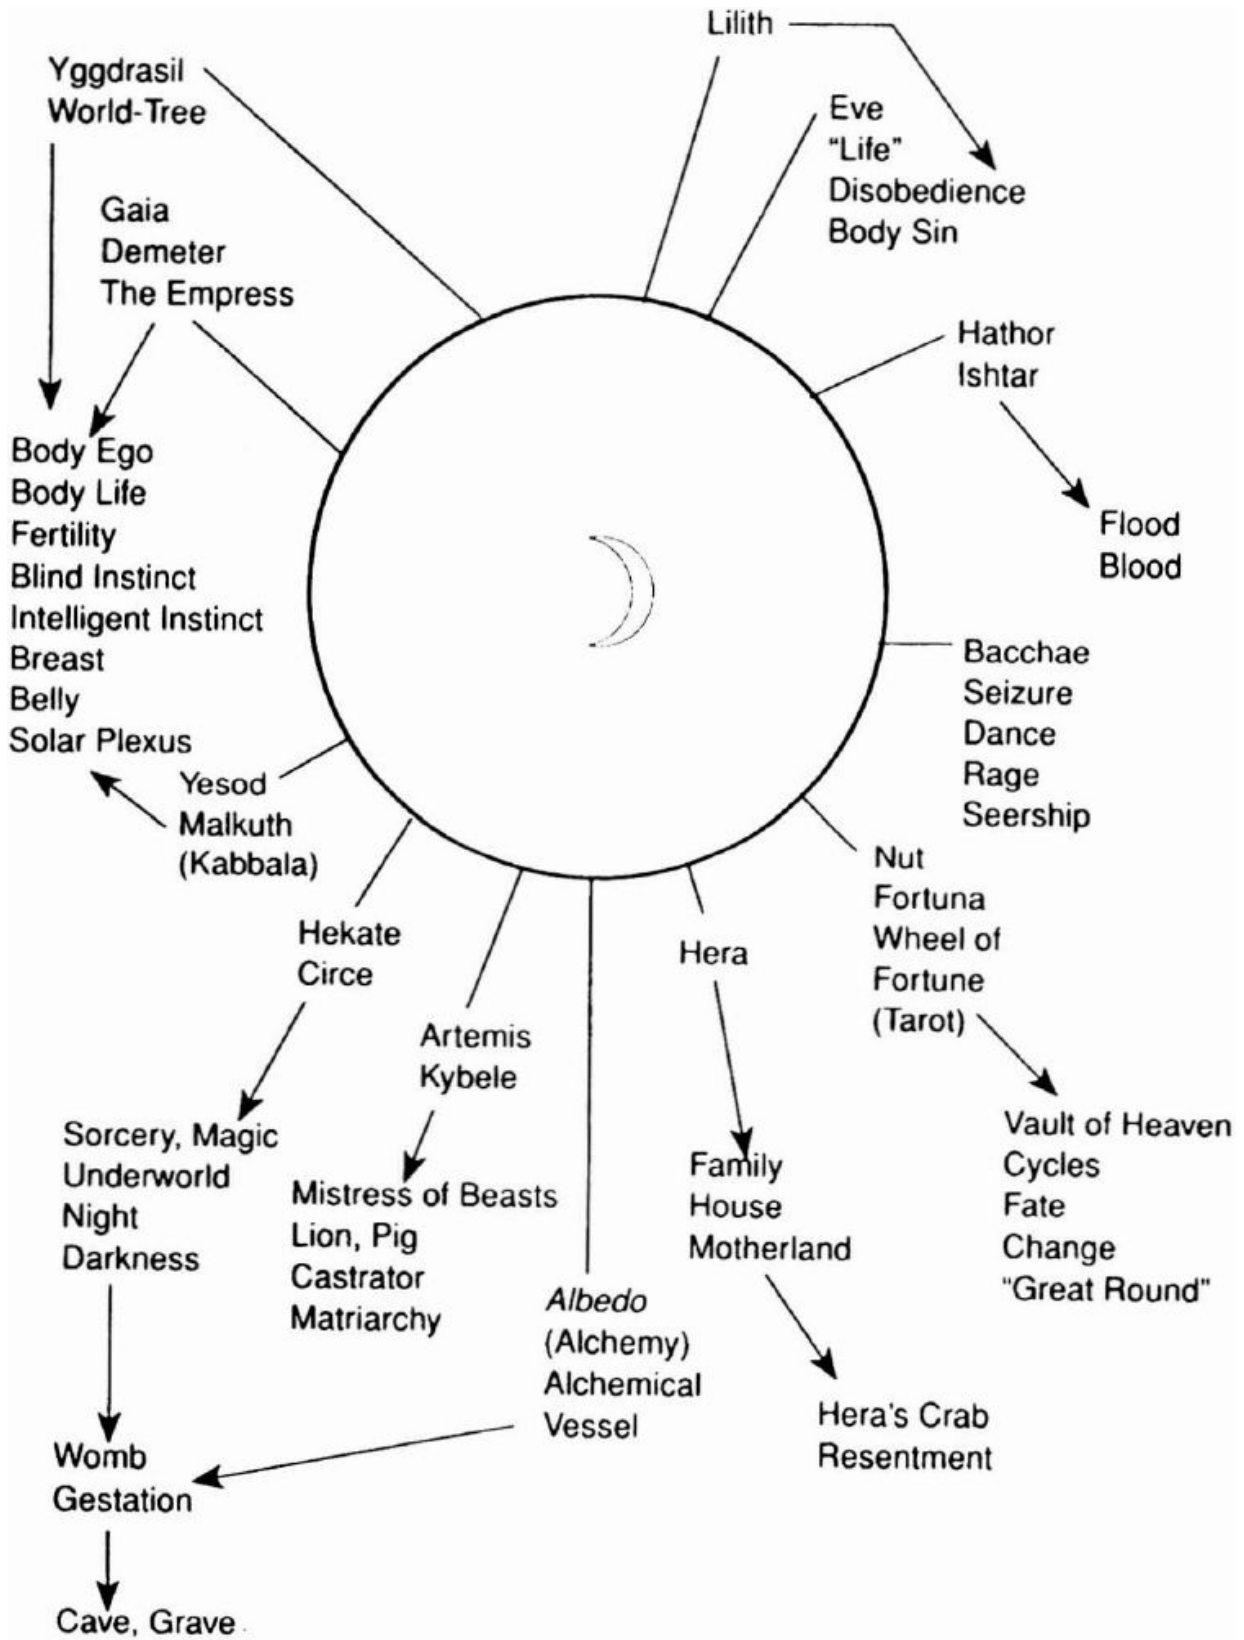 Lilith
Yggdrasil
World-Tree
Eve
“Life”
Disobedience
Body Sin
Gaia
Demeter
The Empress
Hathor
Ishtar
Body Ego
Body Life
Fertility
Blind Instinct
Intelligent Instinct
Breast
Belly
Solar Plexus
Flood
Blood
Bacchae
Seizure
Dance
Rage
Seership
Yesod
Malkuth
(Kabbala)
Nut
Fortuna
Wheel of
Fortune
(Tarot)
Hekate
Circe
Hera
Artemis
Kybele
Sorcery, Magic
Underworld
Night
Darkness
Mistress of Beasts
Lion, Pig
Castrator
Matriarchy
Family
House
Motherland
Vault of Heaven
Cycles
Fate
Change
“Great Round”
Albedo
(Alchemy)
Alchemical
Vessel
Hera's Crab
Resentment
Womb
Gestation
Cave, Grave